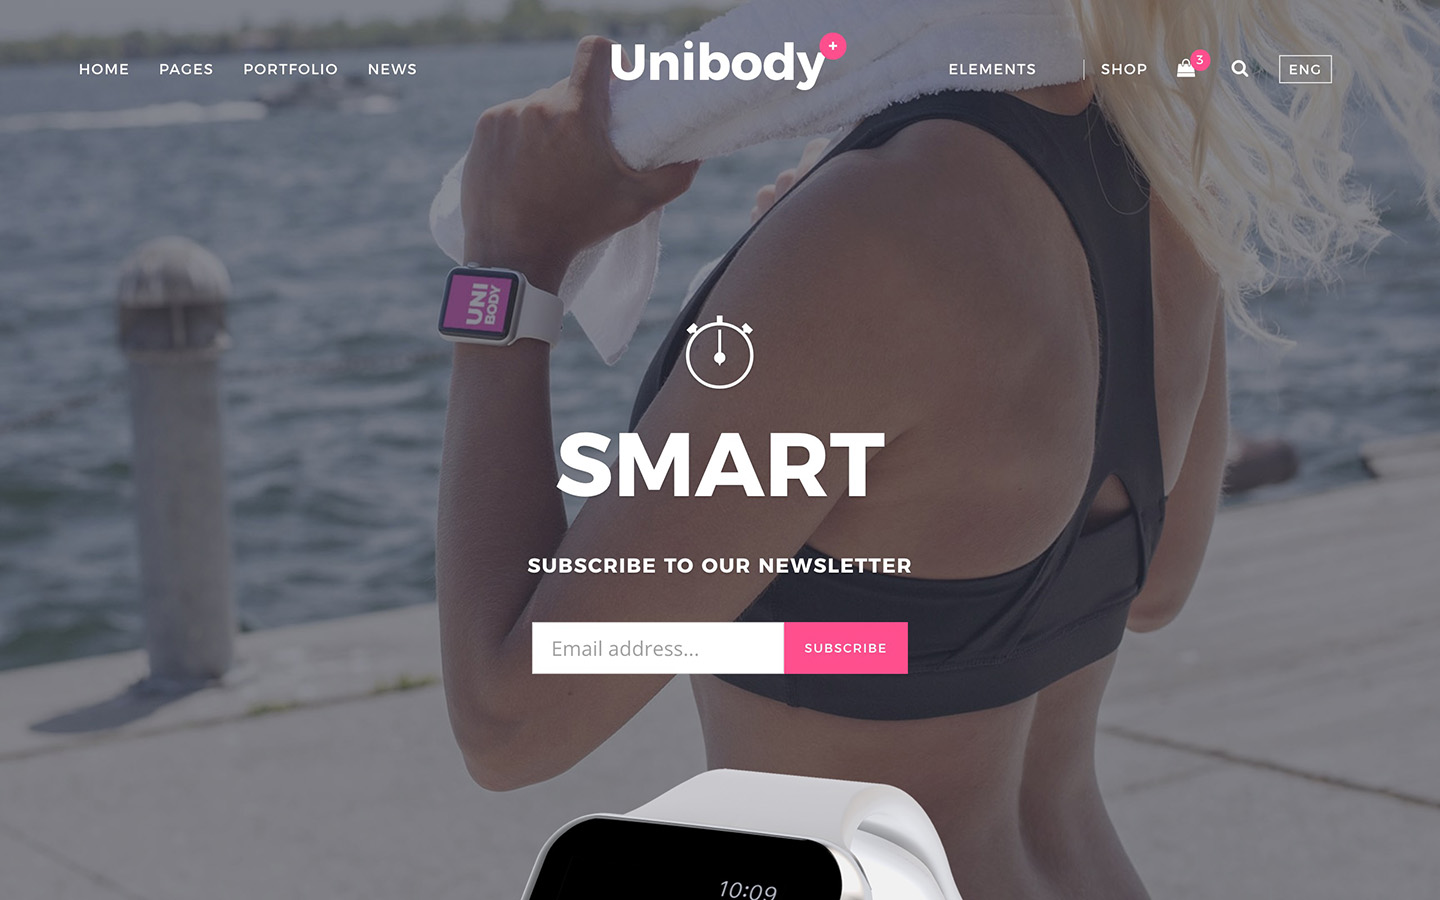 HOME PAGES PORTFOLIO NEWS Unibody + ELEMENTS SHOP 3 ENG
UNI
BODY
SMART
SUBSCRIBE TO OUR NEWSLETTER
Email address... SUBSCRIBE
10:09